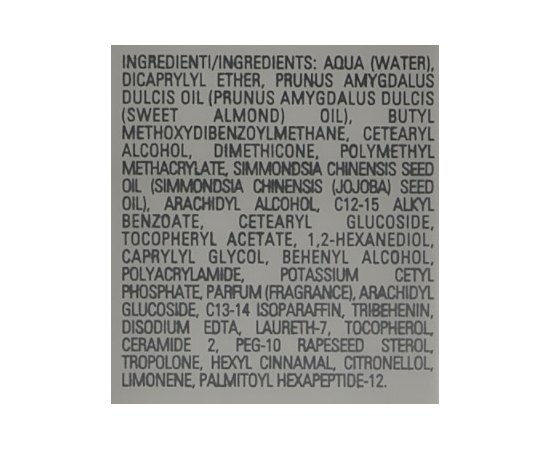 INGREDIENTI/INGREDIENTS: AQUA (WATER),
DICAPRYLYL ETHER, PRUNUS AMYGDALUS
DULCIS OIL (PRUNUS AMYGDALUS DULCIS
(SWEET ALMOND) OIL), BUTYL
METHOXYDIBENZOYLMETHANE, CETEARYL
ALCOHOL, DIMETHICONE, POLYMETHYL
METHACRYLATE, SIMMONDSIA CHINENSIS SEED
OIL (SIMMONDSIA CHINENSIS (JOJOBA) SEED
OIL), ARACHIDYL ALCOHOL, C12-15 ALKYL
BENZOATE, CETEARYL GLUCOSIDE,
TOCOPHERYL ACETATE, 1,2-HEXANEDIOL,
CAPRYLYL GLYCOL, BEHENYL ALCOHOL,
POLYACRYLAMIDE, POTASSIUM CETYL
PHOSPHATE, PARFUM (FRAGRANCE), ARACHIDYL
GLUCOSIDE, C13-14 ISOPARAFFIN, TRIBEHENIN,
DISODIUM EDTA, LAURETH-7, TOCOPHEROL,
CERAMIDE 2, PEG-10 RAPESEED STEROL,
TROPOLONE, HEXYL CINNAMAL, CITRONELLOL,
LIMONENE, PALMITOYL HEXAPEPTIDE-12.